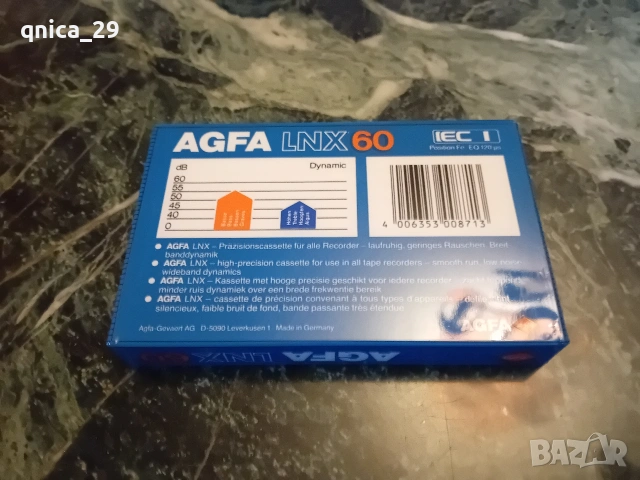 qnica_29
AGFA LNX 60
IEC I
Position Fe EQ 120 µs
dB Dynamic
60
55
50
45
40
0
4 006353 008713
AGFA LNX – Präzisionscassette für alle Recorder – laufruhig, geringes Rauschen. Breit
banddynamik
AGFA LNX – high-precision cassette for use in all tape recorders – smooth run, low noise
wideband dynamics
AGFA LNX – Kassette met hooge precisie geschikt voor iedere recorder
minder ruis dynamiek over een brede frekwentie bereik
AGFA LNX – cassette de précision convenant à tous types d'appareils
silencieux, faible bruit de fond, bande passante très étendue
Agfa-Gevaert AG D-5090 Leverkusen 1 Made in Germany
AGFA
60 LNX AGFA
BAZAR
.bg